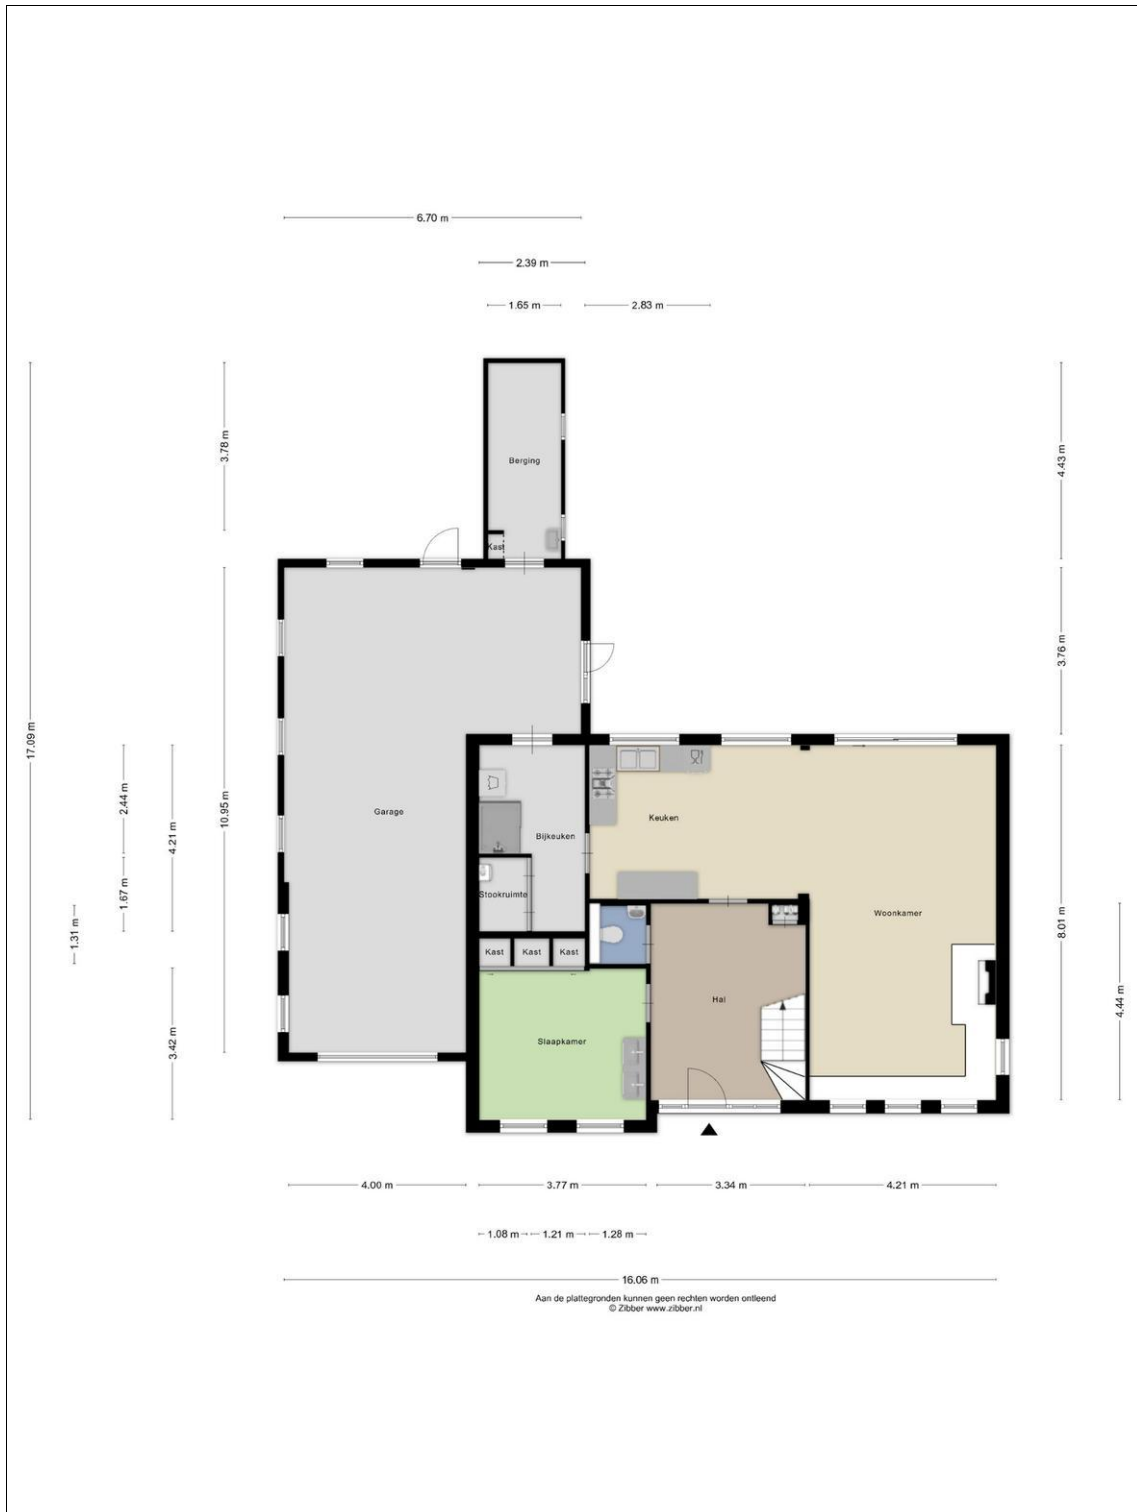 6.70 m
2.39 m
1.65 m
2.83 m
3.78 m
4.43 m
Berging
Kast
17.09 m
3.76 m
2.44 m
4.21 m
10.95 m
Garage
Keuken
Bijkeuken
1.67 m
Stookruimte
1.31 m
Woonkamer
8.01 m
Kast
Kast
Kast
Hal
4.44 m
3.42 m
Slaapkamer
4.00 m
3.77 m
3.34 m
4.21 m
1.08 m
1.21 m
1.28 m
16.06 m
Aan de plattegronden kunnen geen rechten worden ontleend
© Zibber www.zibber.nl